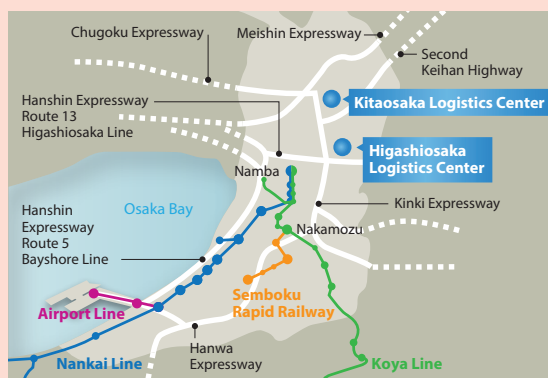 Chugoku Expressway
Meishin Expressway
Second
Keihan Highway
Hanshin Expressway
Route 13
Higashiosaka Line
Kitaosaka Logistics Center
Higashiosaka
Logistics Center
Namba
Hanshin
Expressway
Route 5
Bayshore Line
Osaka Bay
Kinki Expressway
Nakamozu
Airport Line
Semboku
Rapid Railway
Nankai Line
Hanwa
Expressway
Koya Line